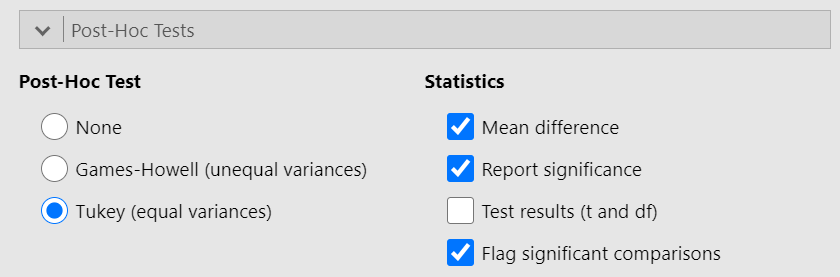 Post-Hoc Tests
Post-Hoc Test
None
Games-Howell (unequal variances)
Tukey (equal variances)
Statistics
Mean difference
Report significance
Test results (t and df)
Flag significant comparisons